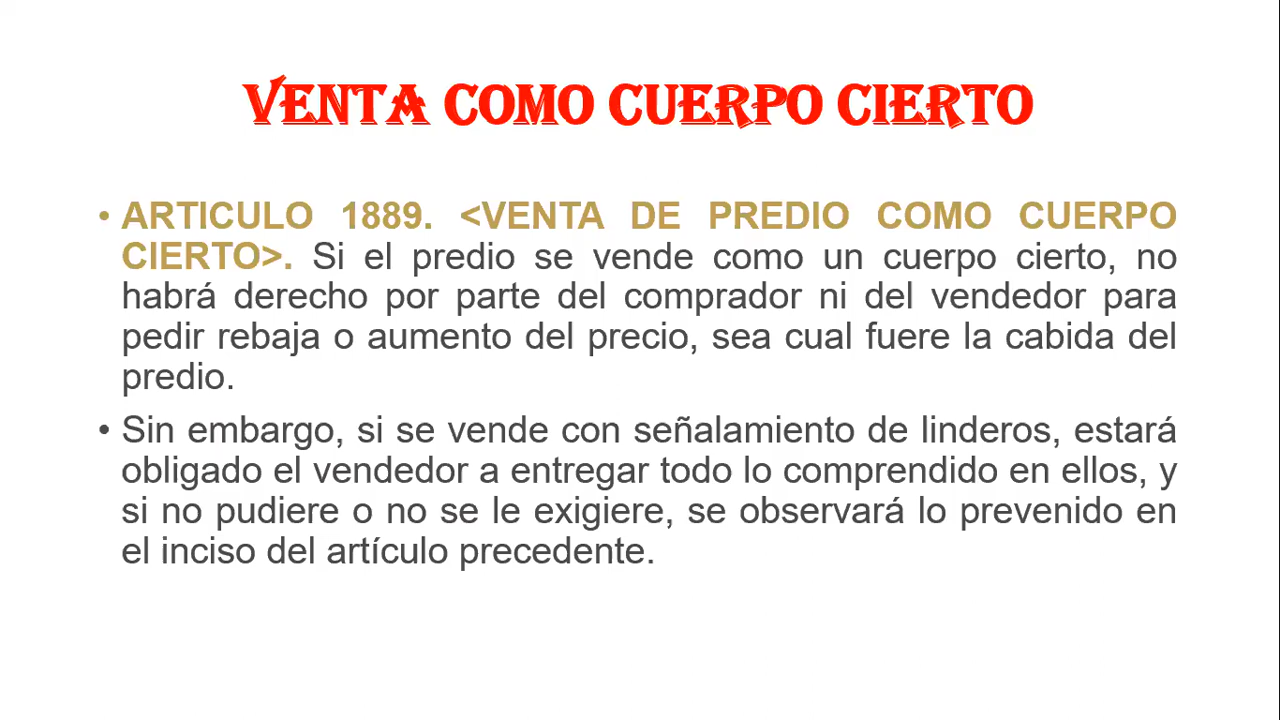 VENTA COMO CUERPO CIERTO
• ARTICULO 1889. <VENTA DE PREDIO COMO CUERPO
CIERTO>. Si el predio se vende como un cuerpo cierto, no
habrá derecho por parte del comprador ni del vendedor para
pedir rebaja o aumento del precio, sea cual fuere la cabida del
predio.
• Sin embargo, si se vende con señalamiento de linderos, estará
obligado el vendedor a entregar todo lo comprendido en ellos, y
si no pudiere o no se le exigiere, se observará lo prevenido en
el inciso del artículo precedente.